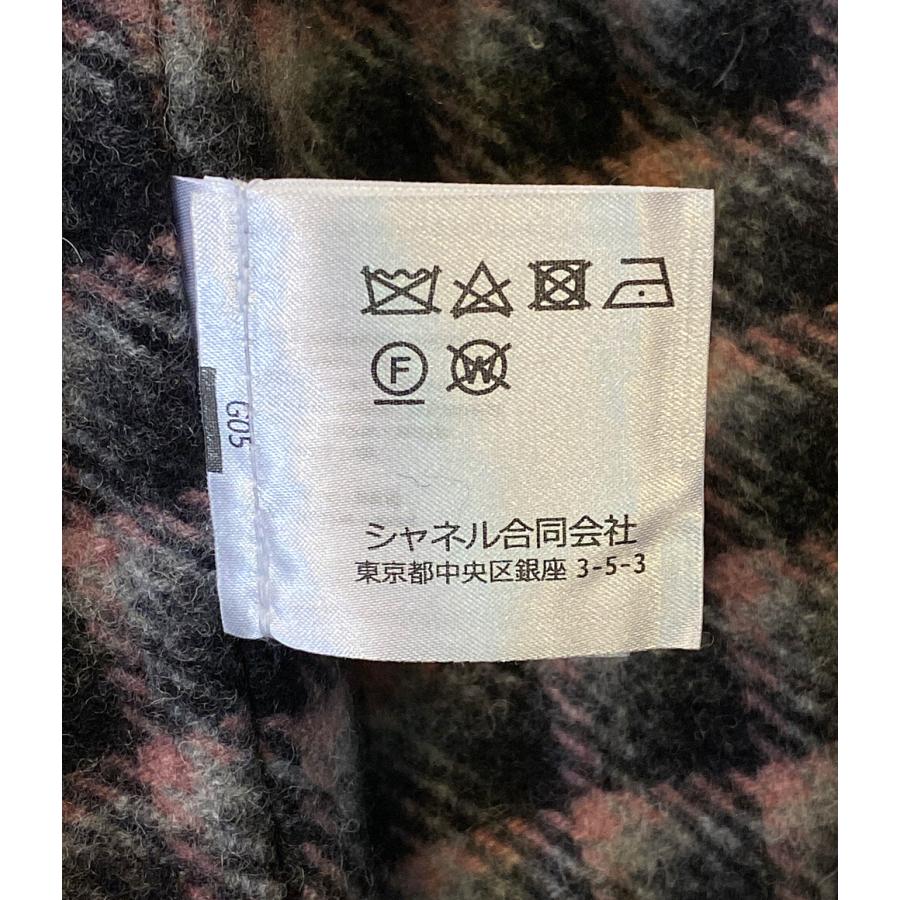 F W
G05
シャネル合同会社
東京都中央区銀座 3-5-3